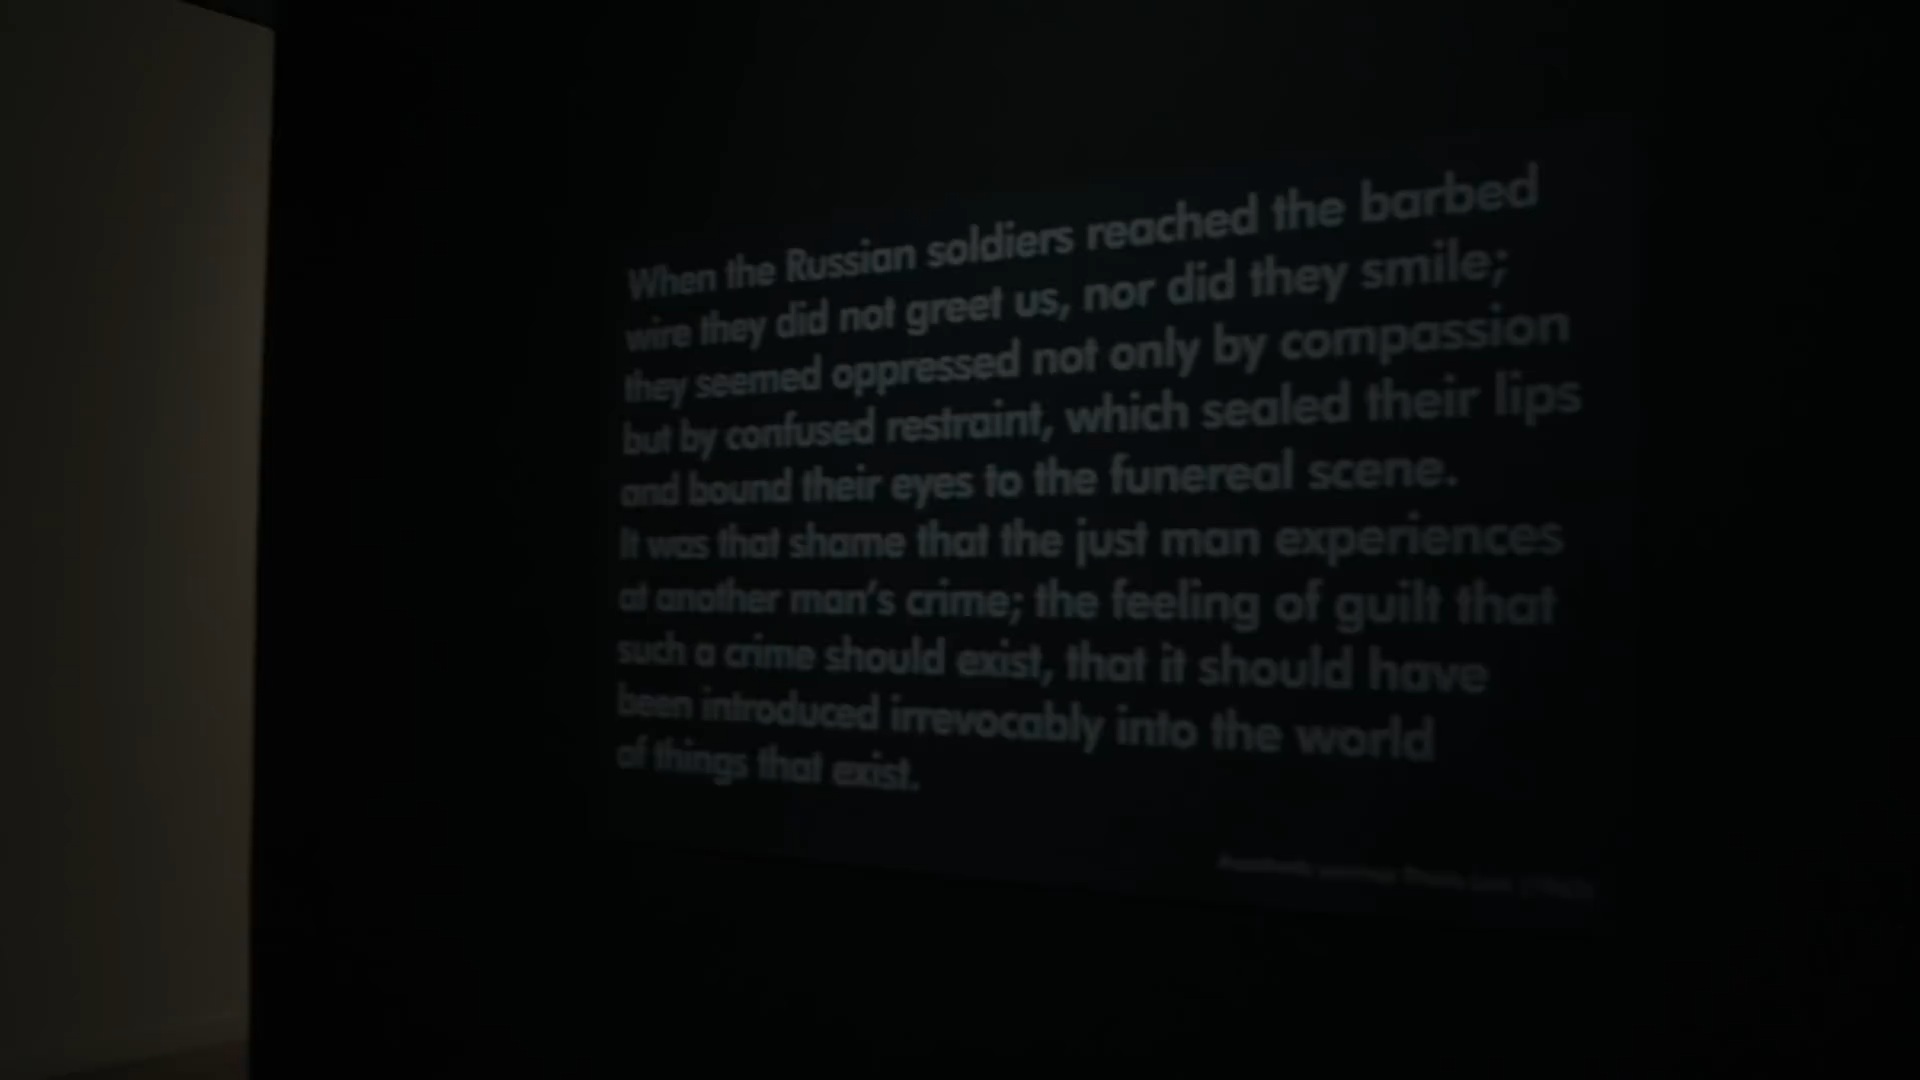 When the Russian soldiers reached the barbed
wire they did not greet us, nor did they smile;
they seemed oppressed not only by compassion
but by confused restraint, which sealed their lips
and bound their eyes to the funereal scene.
It was that shame that the just man experiences
at another man's crime; the feeling of guilt that
such a crime should exist, that it should have
been introduced irrevocably into the world
of things that exist.